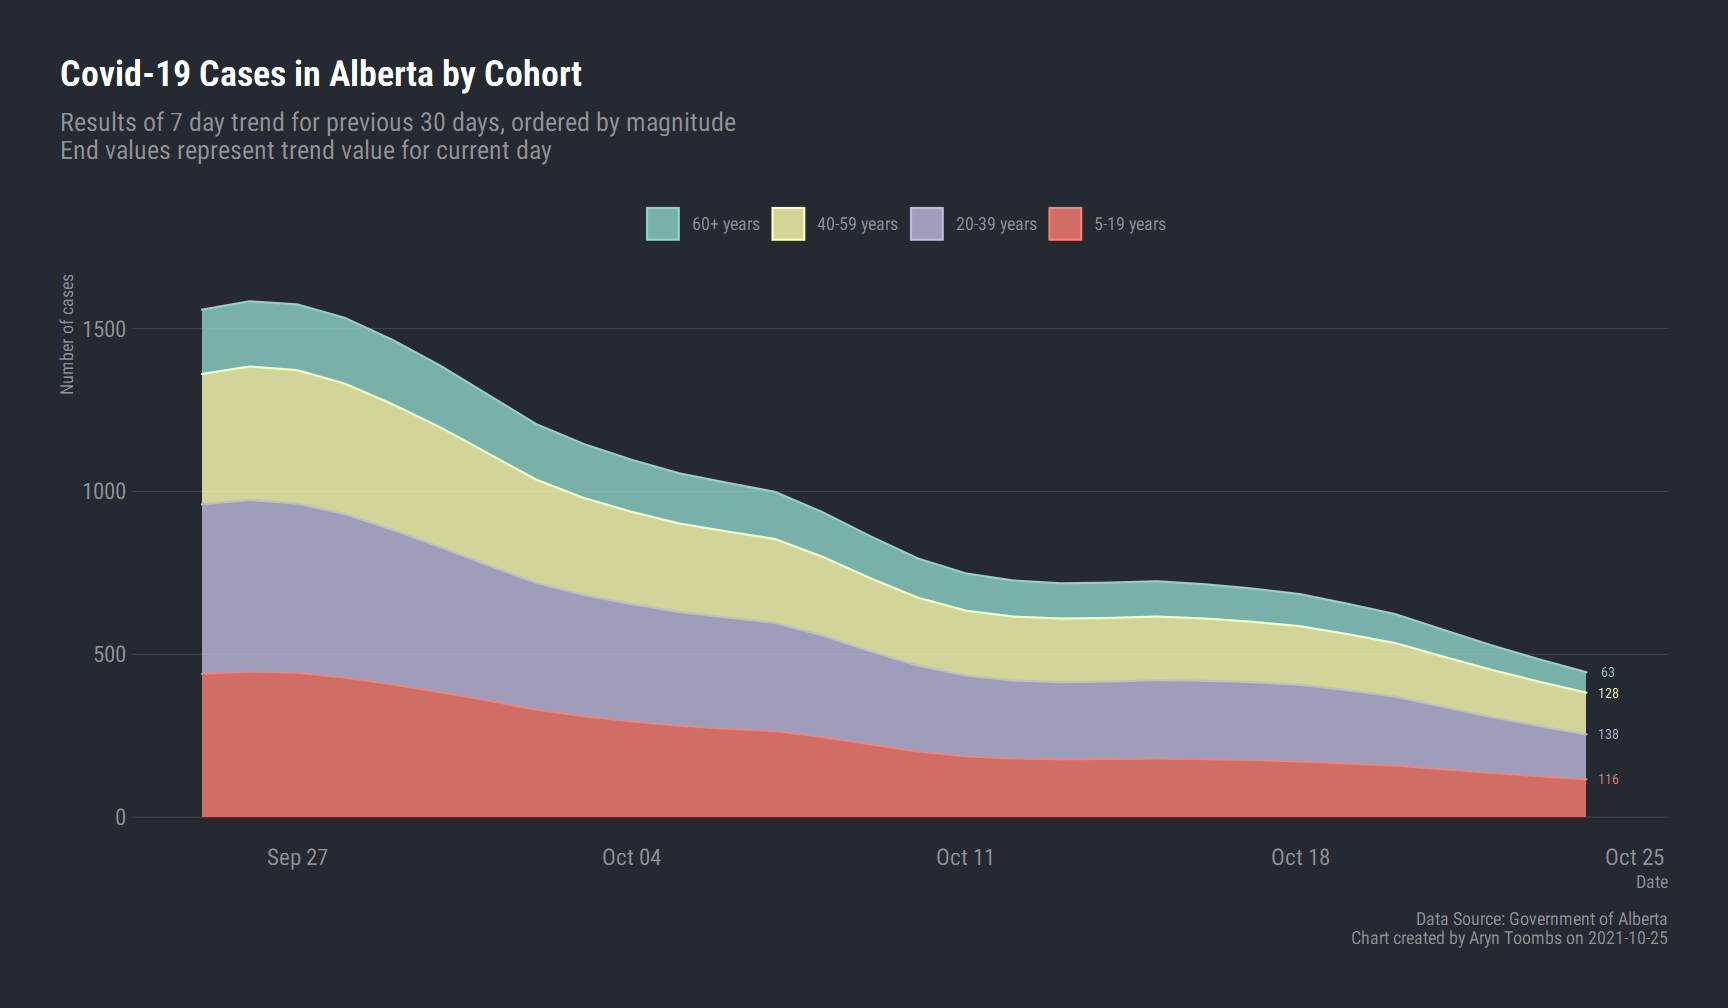 Covid-19 Cases in Alberta by Cohort
Results of 7 day trend for previous 30 days, ordered by magnitude
End values represent trend value for current day
60+ years
40-59 years
20-39 years
5-19 years
Number of cases
1500
1000
500
0
63
128
138
116
Sep 27
Oct 04
Oct 11
Oct 18
Oct 25
Date
Data Source: Government of Alberta
Chart created by Aryn Toombs on 2021-10-25